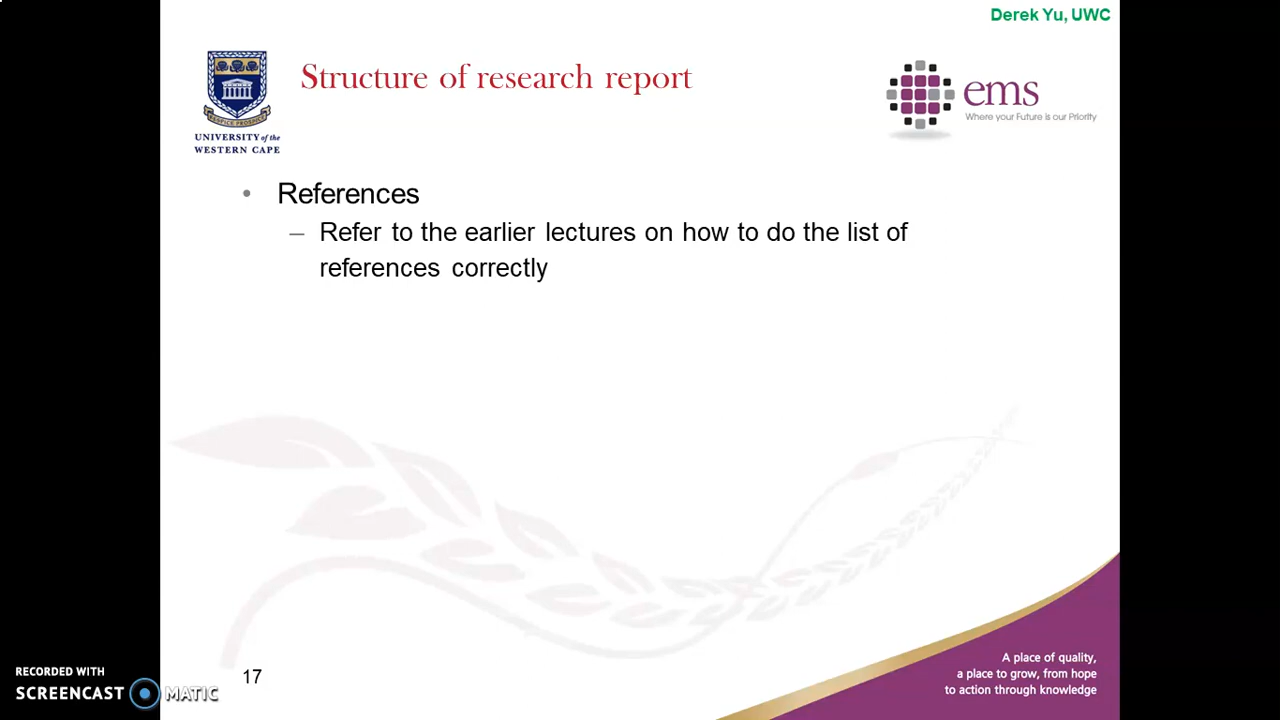 Derek Yu, UWC
Structure of research report
UNIVERSITY of the
WESTERN CAPE
ems
Where your Future is our Priority
• References
– Refer to the earlier lectures on how to do the list of
references correctly
A place of quality,
a place to grow, from hope
to action through knowledge
17
RECORDED WITH
SCREENCAST MATIC